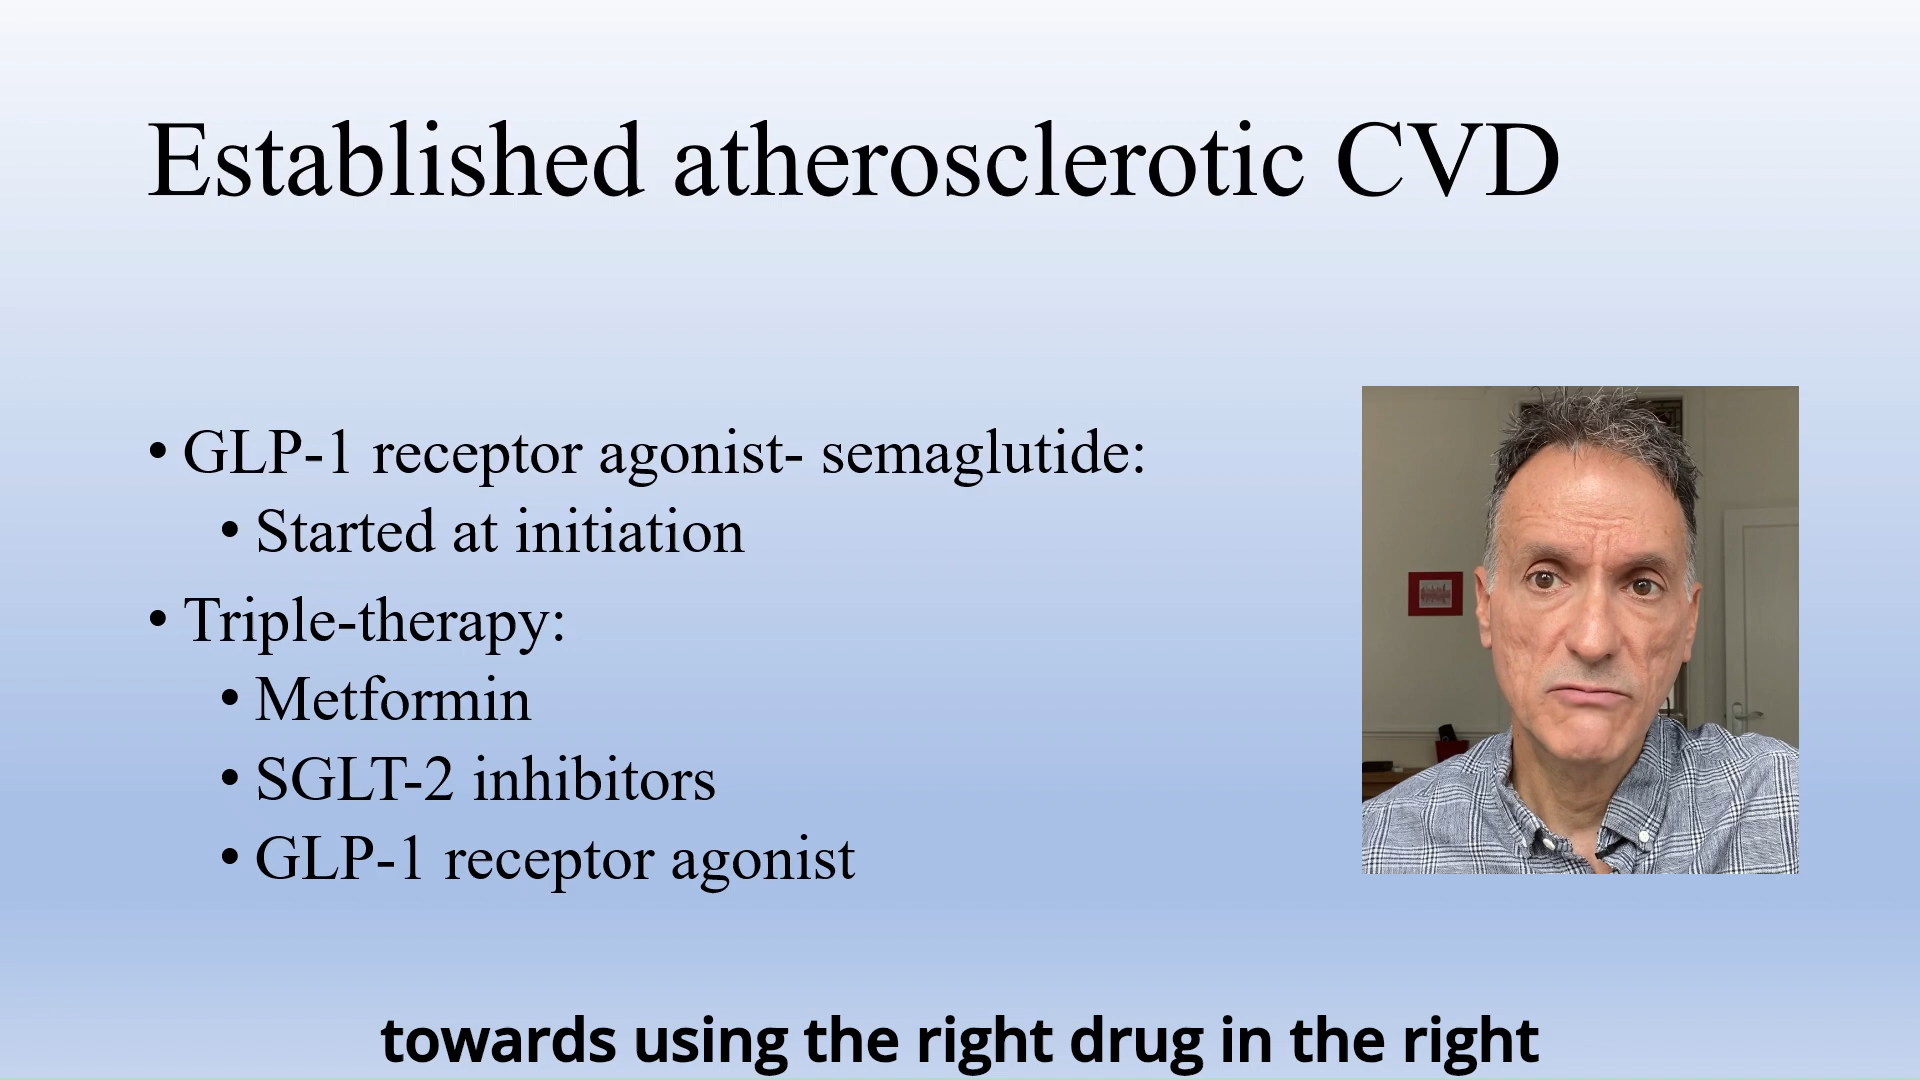 Established atherosclerotic CVD
• GLP-1 receptor agonist- semaglutide:
• Started at initiation
• Triple-therapy:
• Metformin
• SGLT-2 inhibitors
• GLP-1 receptor agonist
towards using the right drug in the right